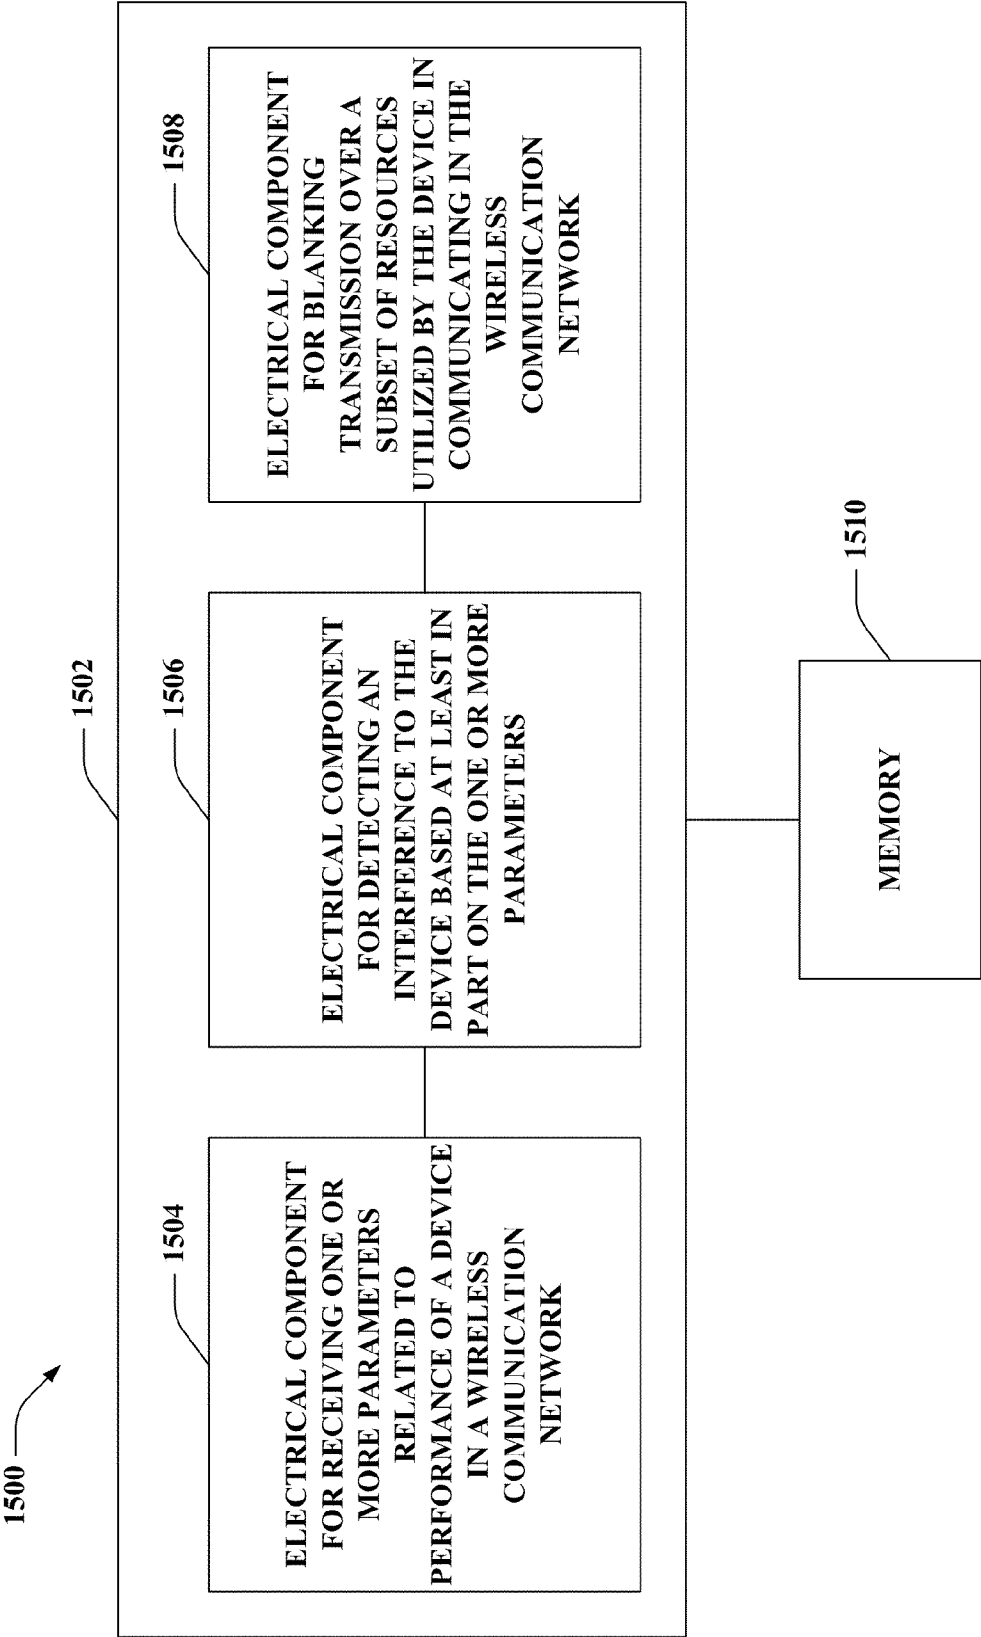 1500
1502
1504
ELECTRICAL COMPONENT
FOR RECEIVING ONE OR
MORE PARAMETERS
RELATED TO
PERFORMANCE OF A DEVICE
IN A WIRELESS
COMMUNICATION
NETWORK
1506
ELECTRICAL COMPONENT
FOR DETECTING AN
INTERFERENCE TO THE
DEVICE BASED AT LEAST IN
PART ON THE ONE OR MORE
PARAMETERS
1508
ELECTRICAL COMPONENT
FOR BLANKING
TRANSMISSION OVER A
SUBSET OF RESOURCES
UTILIZED BY THE DEVICE IN
COMMUNICATING IN THE
WIRELESS
COMMUNICATION
NETWORK
1510
MEMORY